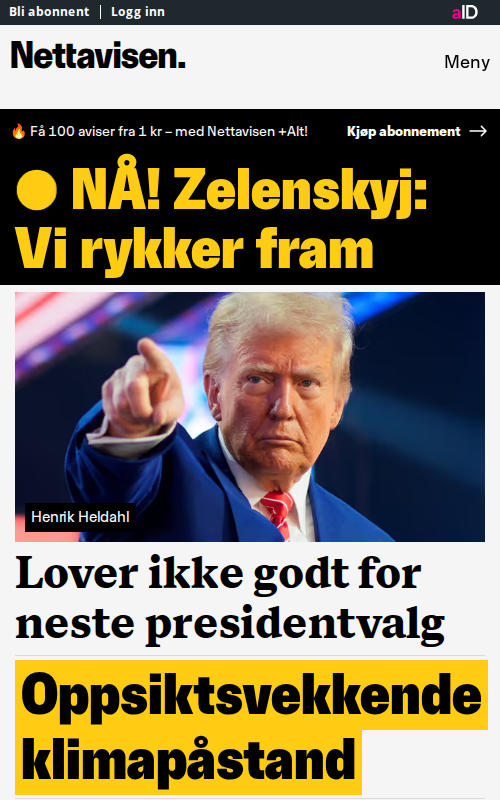 Bli abonnent | Logg inn
aID
Nettavisen.
Meny
🔥 Få 100 aviser fra 1 kr – med Nettavisen +Alt!
Kjøp abonnement →
NÅ! Zelenskyj:
Vi rykker fram
Henrik Heldahl
Lover ikke godt for
neste presidentvalg
Oppsiktsvekkende
klimapåstand